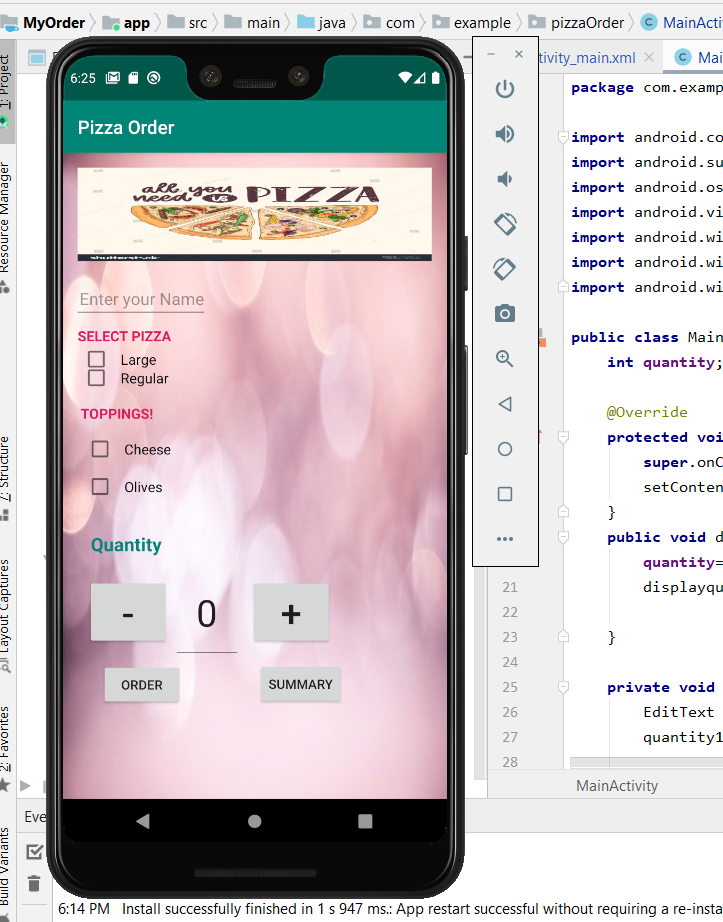 MyOrder app src main java com example pizzaOrder MainActi
tivity_main.xml Mai
1: Project
Resource Manager
7: Structure
Layout Captures
2: Favorites
Build Variants
6:25
Pizza Order
all you
need is PIZZA
shutterstock
Enter your Name
SELECT PIZZA
Large
Regular
TOPPINGS!
Cheese
Olives
Quantity
- 0 +
ORDER SUMMARY
package com.examp
import android.co
import android.su
import android.os
import android.vi
import android.wi
import android.wi
import android.wi
public class Main
int quantity;
@Override
protected voi
super.onC
setConten
}
public void d
quantity=
21 displayqu
22
23 }
24
25 private void
26 EditText
27 quantity1
28
MainActivity
Eve
6:14 PM Install successfully finished in 1 s 947 ms.: App restart successful without requiring a re-insta